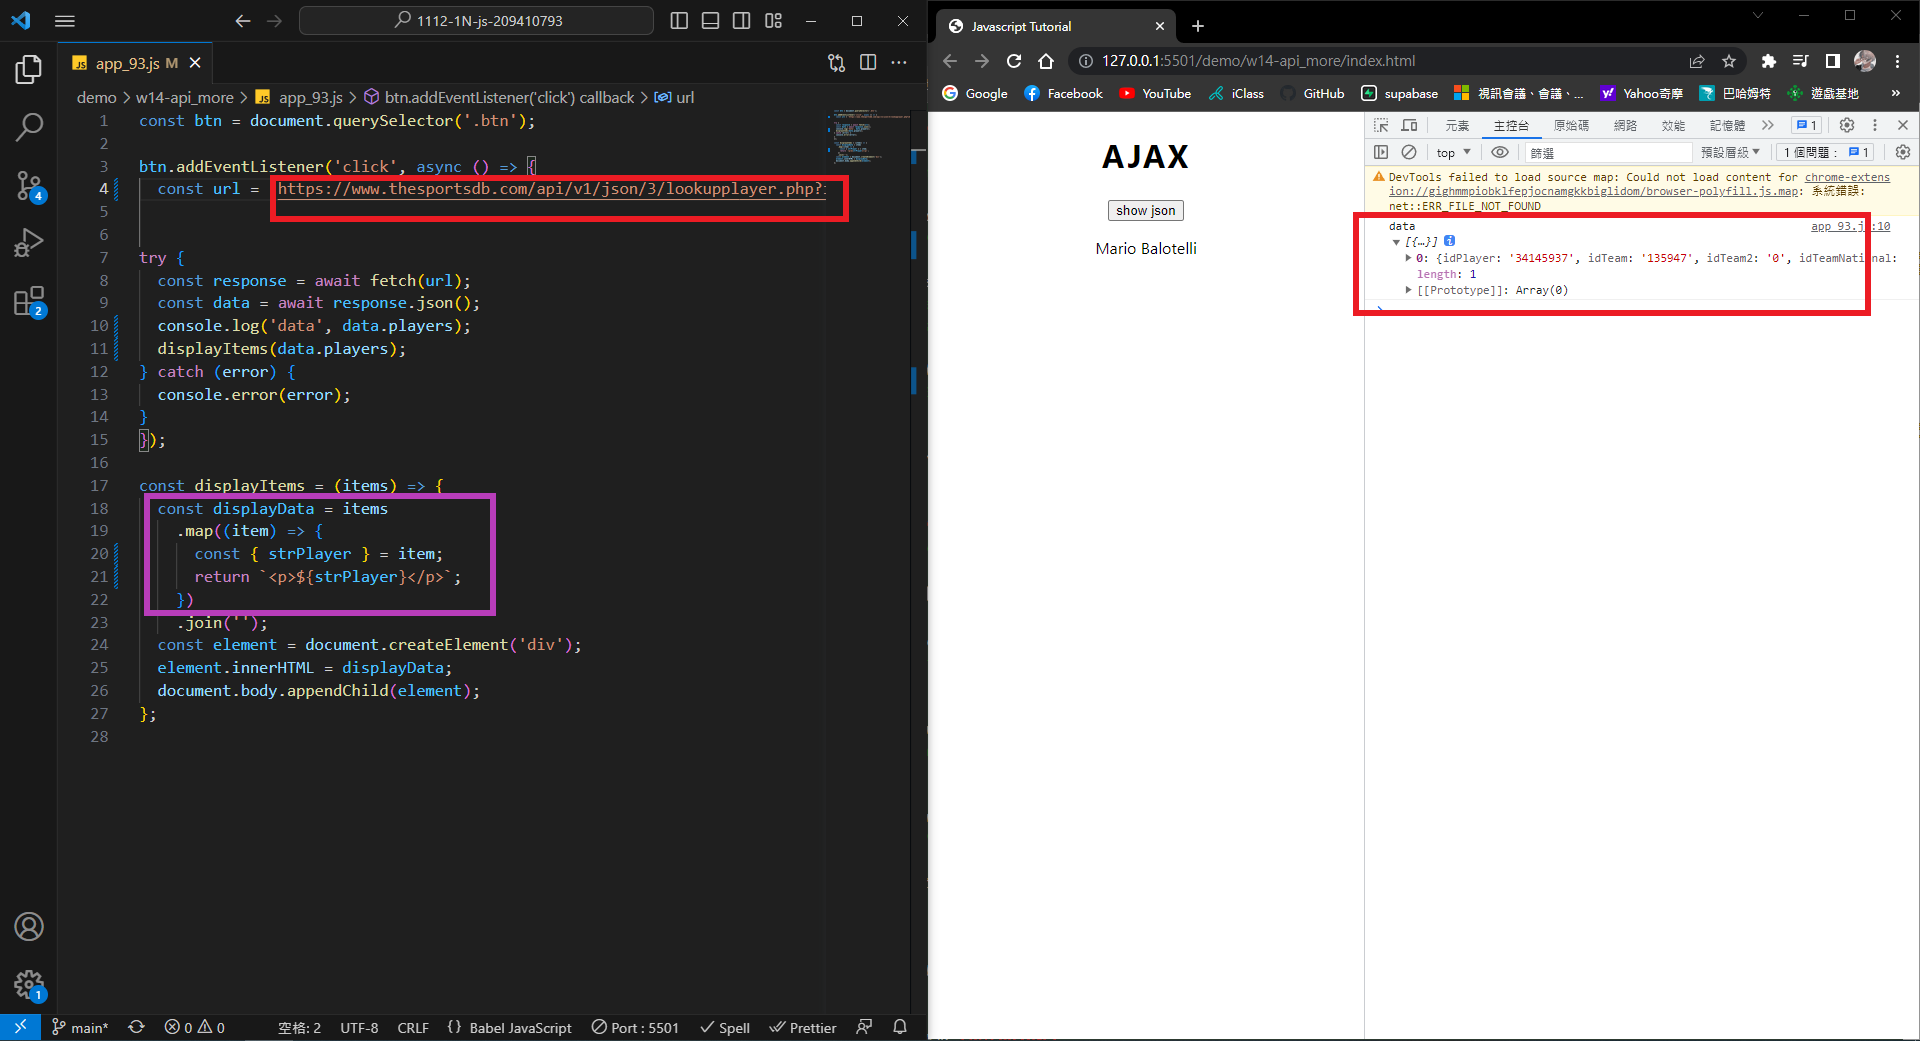 1112-1N-js-209410793
app_93.js M
demo > w14-api_more > JS app_93.js > btn.addEventListener('click') callback > url
1 const btn = document.querySelector('.btn');
2
3 btn.addEventListener('click', async () => {
4 const url = https://www.thesportsdb.com/api/v1/json/3/lookupplayer.php?
5
6
7 try {
8 const response = await fetch(url);
9 const data = await response.json();
10 console.log('data', data.players);
11 displayItems(data.players);
12 } catch (error) {
13 console.error(error);
14 }
15 });
16
17 const displayItems = (items) => {
18 const displayData = items
19 .map((item) => {
20 const { strPlayer } = item;
21 return `<p>${strPlayer}</p>`;
22 })
23 .join('');
24 const element = document.createElement('div');
25 element.innerHTML = displayData;
26 document.body.appendChild(element);
27 };
28
4
2
1
main* 0 0 空格: 2 UTF-8 CRLF {} Babel JavaScript Port : 5501 Spell Prettier
Javascript Tutorial
127.0.0.1:5501/demo/w14-api_more/index.html
Google Facebook YouTube iClass GitHub supabase 視訊會議、會議、... Yahoo奇摩 巴哈姆特 遊戲基地 »
AJAX
show json
Mario Balotelli
元素 主控台 原始碼 網路 效能 記憶體 1
top 篩選 預設層級 1 個問題： 1
DevTools failed to load source map: Could not load content for chrome-extens
ion://gighmmpiobklfepjocnamgkkbiglidom/browser-polyfill.js.map: 系統錯誤:
net::ERR_FILE_NOT_FOUND
data app_93.js:10
[{…}]
0: {idPlayer: '34145937', idTeam: '135947', idTeam2: '0', idTeamNational:
length: 1
[[Prototype]]: Array(0)